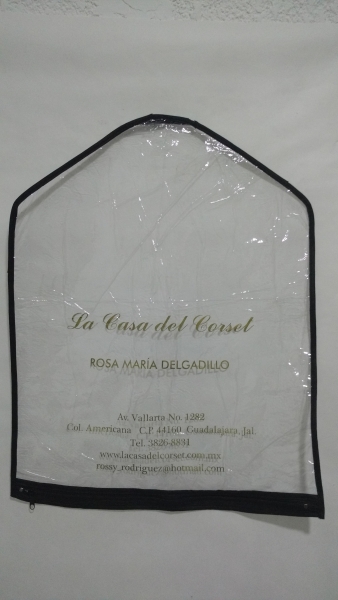 La Casa del Corset
ROSA MARÍA DELGADILLO
Av. Vallarta No. 1282
Col. Americana C.P. 44160 Guadalajara, Jal.
Tel. 3826-8831
www.lacasadelcorset.com.mx
rossy_rodriguez@hotmail.com